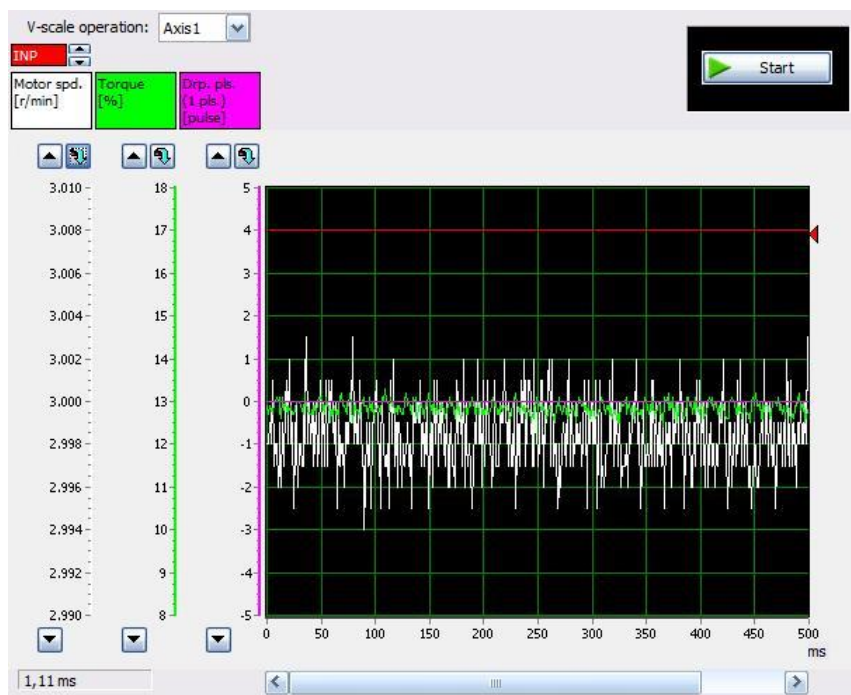 V-scale operation: Axis1
INP
Start
Motor spd. Torque Drp. pls.
[r/min] [%] (1 pls.)
[pulse]
3.010 18 5
3.008 17 4
3.006 16 3
3.004 15 2
3.002 14 1
3.000 13 0
2.998 12 -1
2.996 11 -2
2.994 10 -3
2.992 9 -4
2.990 8 -5
0 50 100 150 200 250 300 350 400 450 500
ms
1,11 ms